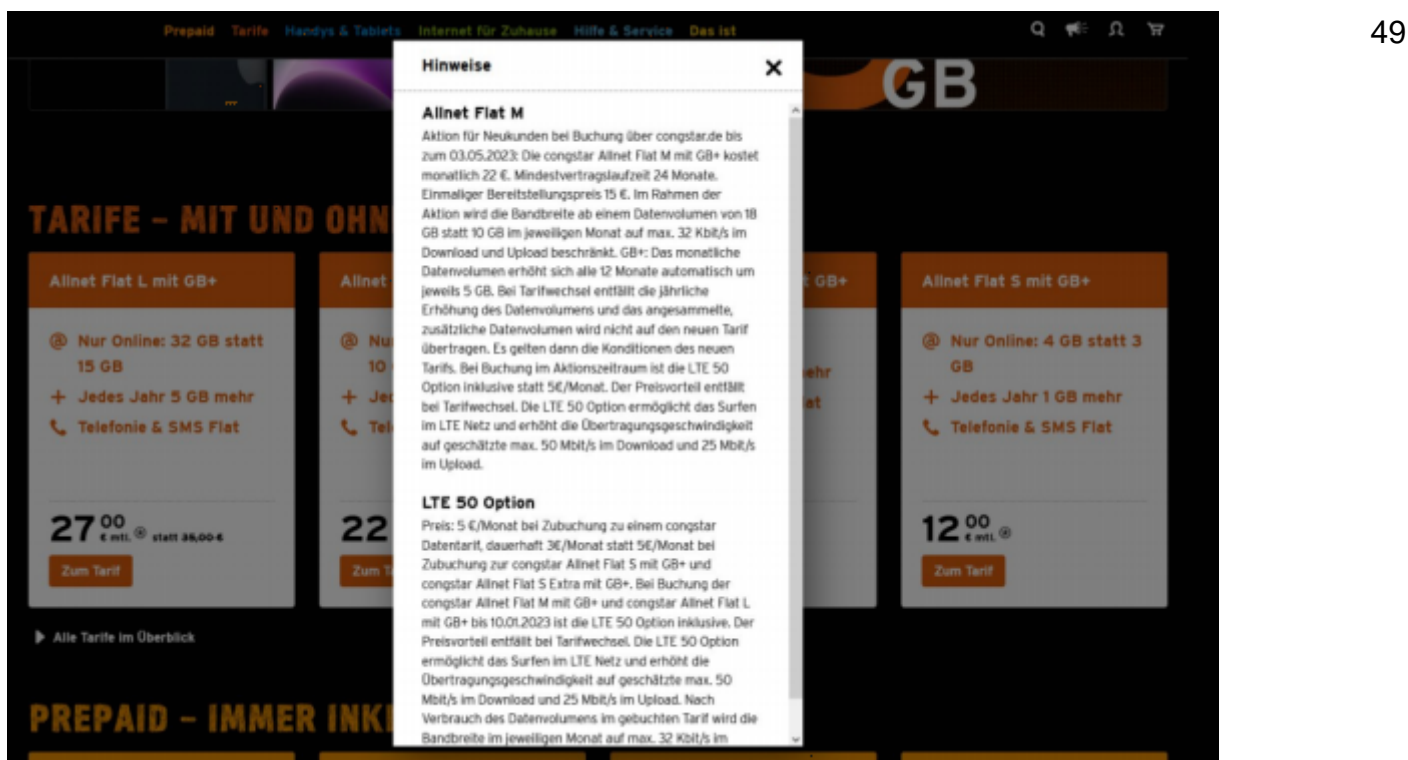 49
Prepaid Tarife Handys & Tablets Internet für Zuhause Hilfe & Service Das ist
GB
Hinweise
Allnet Flat M
Aktion für Neukunden bei Buchung über congstar.de bis
zum 03.05.2023: Die congstar Allnet Flat M mit GB+ kostet
monatlich 22 €. Mindestvertragslaufzeit 24 Monate.
Einmaliger Bereitstellungspreis 15 €. Im Rahmen der
Aktion wird die Bandbreite ab einem Datenvolumen von 18
GB statt 10 GB im jeweiligen Monat auf max. 32 Kbit/s im
Download und Upload beschränkt. GB+: Das monatliche
Datenvolumen erhöht sich alle 12 Monate automatisch um
jeweils 5 GB. Bei Tarifwechsel entfällt die jährliche
Erhöhung des Datenvolumens und das angesammelte,
zusätzliche Datenvolumen wird nicht auf den neuen Tarif
übertragen. Es gelten dann die Konditionen des neuen
Tarifs. Bei Buchung im Aktionszeitraum ist die LTE 50
Option inklusive statt 5€/Monat. Der Preisvorteil entfällt
bei Tarifwechsel. Die LTE 50 Option ermöglicht das Surfen
im LTE Netz und erhöht die Übertragungsgeschwindigkeit
auf geschätzte max. 50 Mbit/s im Download und 25 Mbit/s
im Upload.
LTE 50 Option
Preis: 5 €/Monat bei Zubuchung zu einem congstar
Datentarif, dauerhaft 3€/Monat statt 5€/Monat bei
Zubuchung zur congstar Allnet Flat S mit GB+ und
congstar Allnet Flat S Extra mit GB+. Bei Buchung der
congstar Allnet Flat M mit GB+ und congstar Allnet Flat L
mit GB+ bis 10.01.2023 ist die LTE 50 Option inklusive. Der
Preisvorteil entfällt bei Tarifwechsel. Die LTE 50 Option
ermöglicht das Surfen im LTE Netz und erhöht die
Übertragungsgeschwindigkeit auf geschätzte max. 50
Mbit/s im Download und 25 Mbit/s im Upload. Nach
Verbrauch des Datenvolumens im gebuchten Tarif wird die
Bandbreite im jeweiligen Monat auf max. 32 Kbit/s im
TARIFE – MIT UND OHN
Allnet Flat L mit GB+
@ Nur Online: 32 GB statt
15 GB
+ Jedes Jahr 5 GB mehr
Telefonie & SMS Flat
27 00 € mtl. statt 35,00 €
Zum Tarif
Allnet
@ Nu
10
+ Jed
Tel
22
Zum T
t GB+
ehr
at
Allnet Flat S mit GB+
@ Nur Online: 4 GB statt 3
GB
+ Jedes Jahr 1 GB mehr
Telefonie & SMS Flat
12 00 € mtl.
Zum Tarif
Alle Tarife im Überblick
PREPAID – IMMER INKL